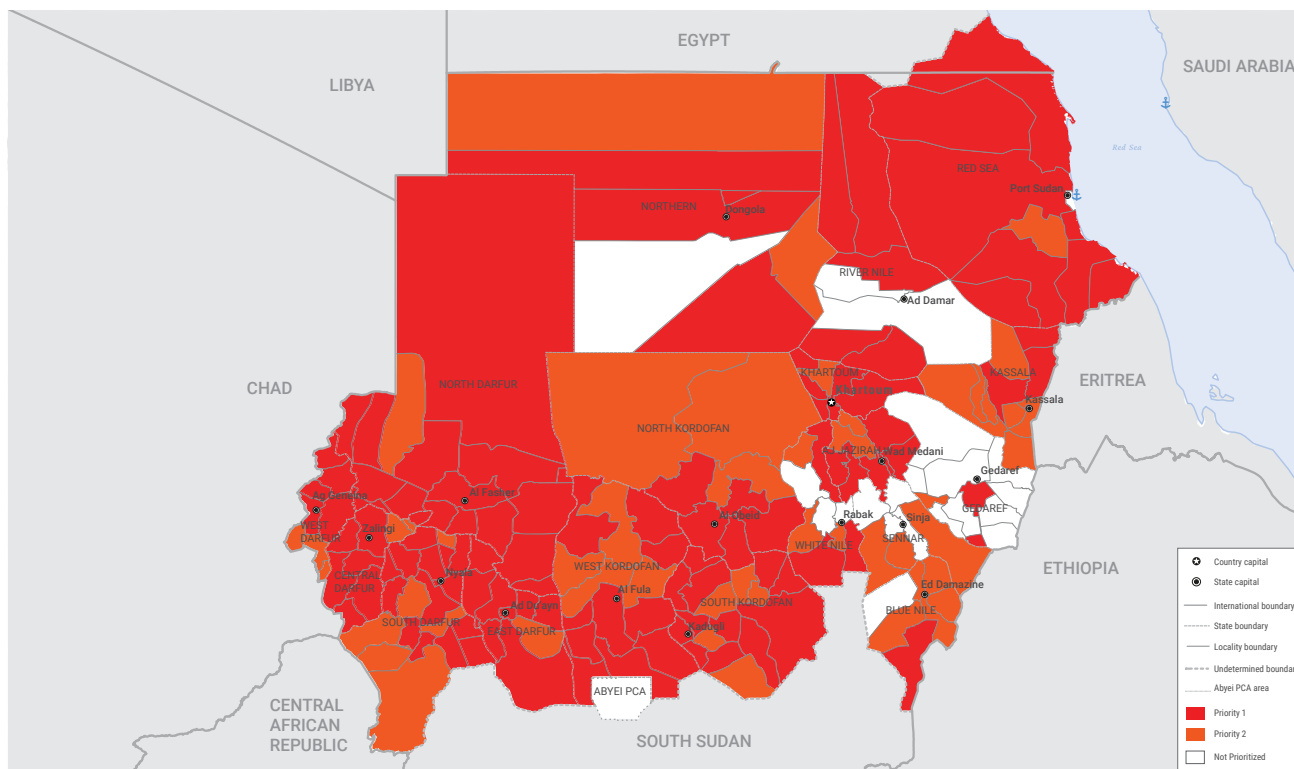 EGYPT
LIBYA
SAUDI ARABIA
Red Sea
RED SEA
Port Sudan
NORTHERN
Dongola
RIVER NILE
Ad Damar
CHAD
NORTH DARFUR
KHARTOUM
Khartoum
KASSALA
Kassala
ERITREA
NORTH KORDOFAN
AJ JAZIRAH
Wad Medani
Gedaref
GEDAREF
Ag Geneina
Al Fasher
WEST
DARFUR
Zalingi
Al Obeid
Rabak
Sinja
WHITE NILE
SENNAR
CENTRAL
DARFUR
Nyala
WEST KORDOFAN
Al Fula
SOUTH KORDOFAN
Ed Damazine
BLUE NILE
ETHIOPIA
Ad Du'ayn
SOUTH DARFUR
EAST DARFUR
Kadugli
ABYEI PCA
CENTRAL
AFRICAN
REPUBLIC
SOUTH SUDAN
Country capital
State capital
International boundary
State boundary
Locality boundary
Undetermined boundar
Abyei PCA area
Priority 1
Priority 2
Not Prioritized